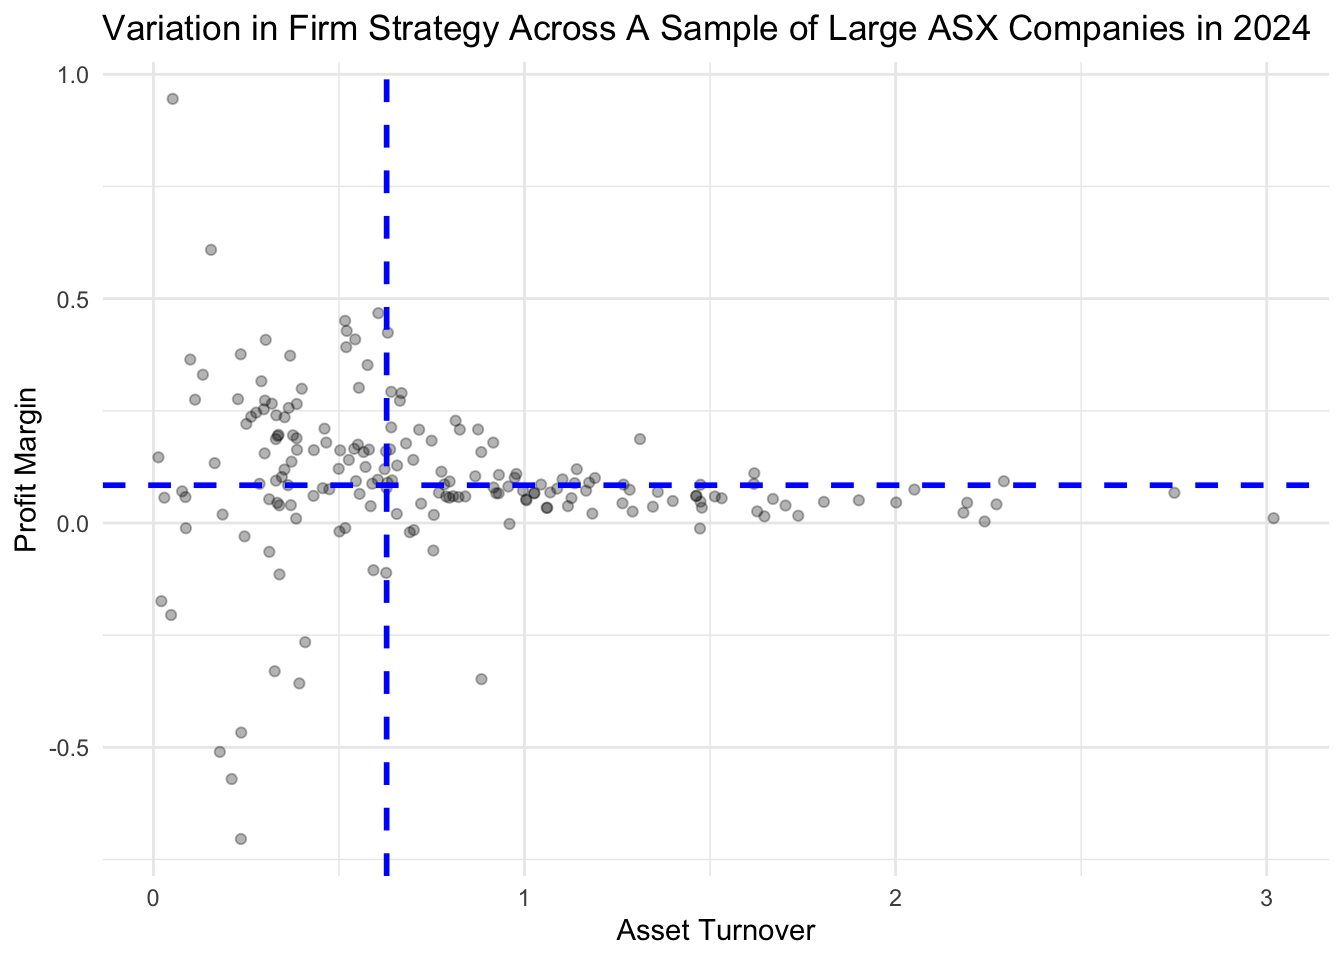 Variation in Firm Strategy Across A Sample of Large ASX Companies in 2024
1.0
0.5
0.0
-0.5
Profit Margin
0 1 2 3
Asset Turnover